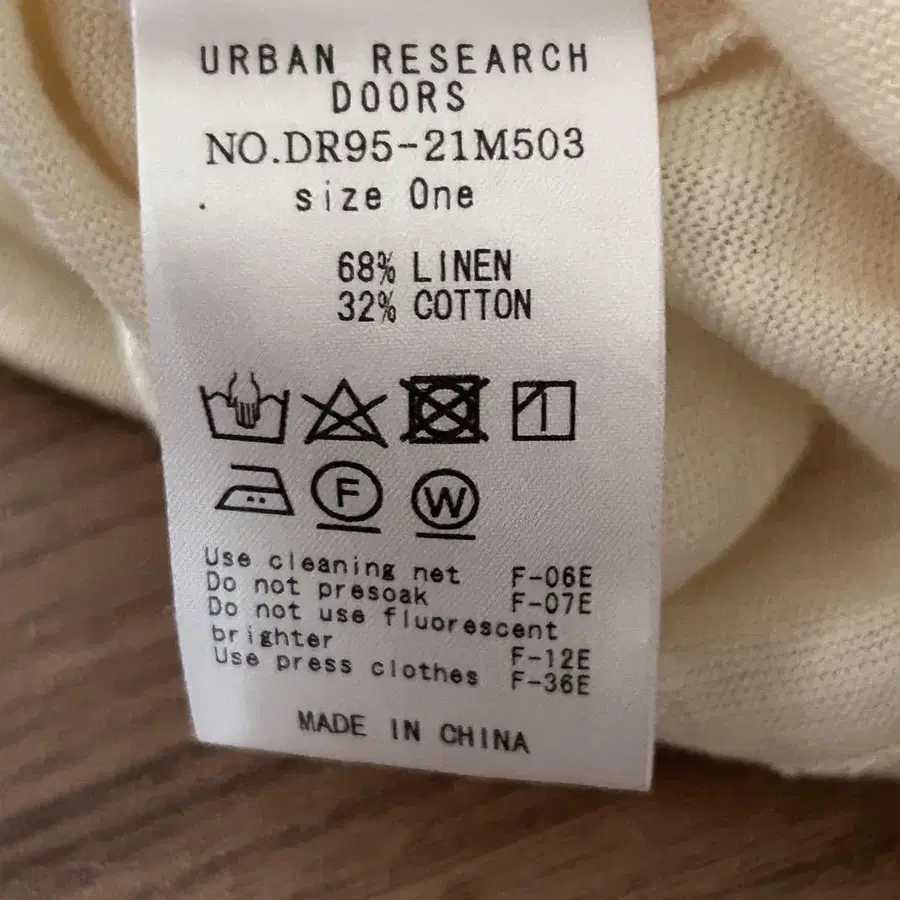 URBAN RESEARCH
DOORS
NO.DR95-21M503
size One
68% LINEN
32% COTTON
F
W
Use cleaning net F-06E
Do not presoak F-07E
Do not use fluorescent
brighter F-12E
Use press clothes F-36E
MADE IN CHINA